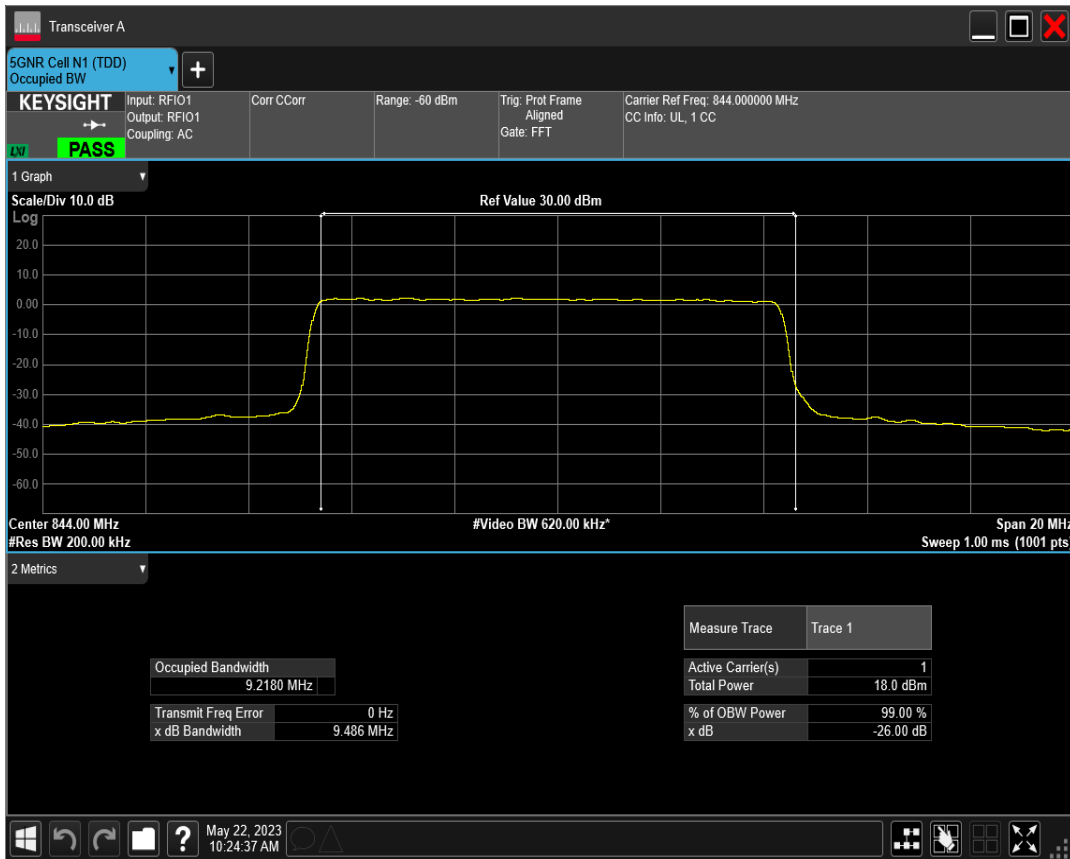 Transceiver A
5GNR Cell N1 (TDD)
Occupied BW
KEYSIGHT
LXI
PASS
Input: RFIO1
Output: RFIO1
Coupling: AC
Corr CCorr
Range: -60 dBm
Trig: Prot Frame
Aligned
Gate: FFT
Carrier Ref Freq: 844.000000 MHz
CC Info: UL, 1 CC
1 Graph
Scale/Div 10.0 dB
Ref Value 30.00 dBm
Log
20.0
10.0
0.00
-10.0
-20.0
-30.0
-40.0
-50.0
-60.0
Center 844.00 MHz
#Video BW 620.00 kHz*
Span 20 MHz
#Res BW 200.00 kHz
Sweep 1.00 ms (1001 pts)
2 Metrics
Measure Trace Trace 1
Occupied Bandwidth
9.2180 MHz
Active Carrier(s) 1
Total Power 18.0 dBm
Transmit Freq Error 0 Hz
x dB Bandwidth 9.486 MHz
% of OBW Power 99.00 %
x dB -26.00 dB
?
May 22, 2023
10:24:37 AM